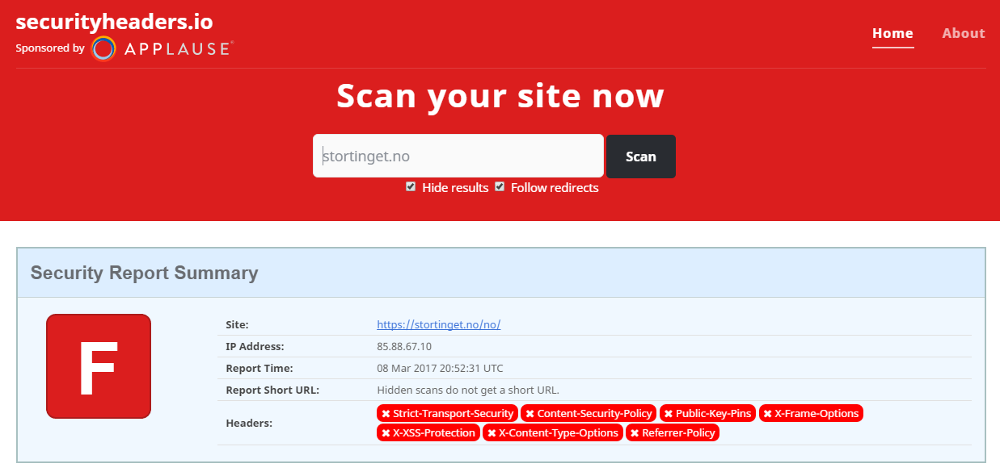 securityheaders.io
Sponsored by APPLAUSE®
Home About
Scan your site now
stortinget.no Scan
Hide results Follow redirects
Security Report Summary
F
Site: https://stortinget.no/no/
IP Address: 85.88.67.10
Report Time: 08 Mar 2017 20:52:31 UTC
Report Short URL: Hidden scans do not get a short URL.
Headers: ✖ Strict-Transport-Security ✖ Content-Security-Policy ✖ Public-Key-Pins ✖ X-Frame-Options
✖ X-XSS-Protection ✖ X-Content-Type-Options ✖ Referrer-Policy